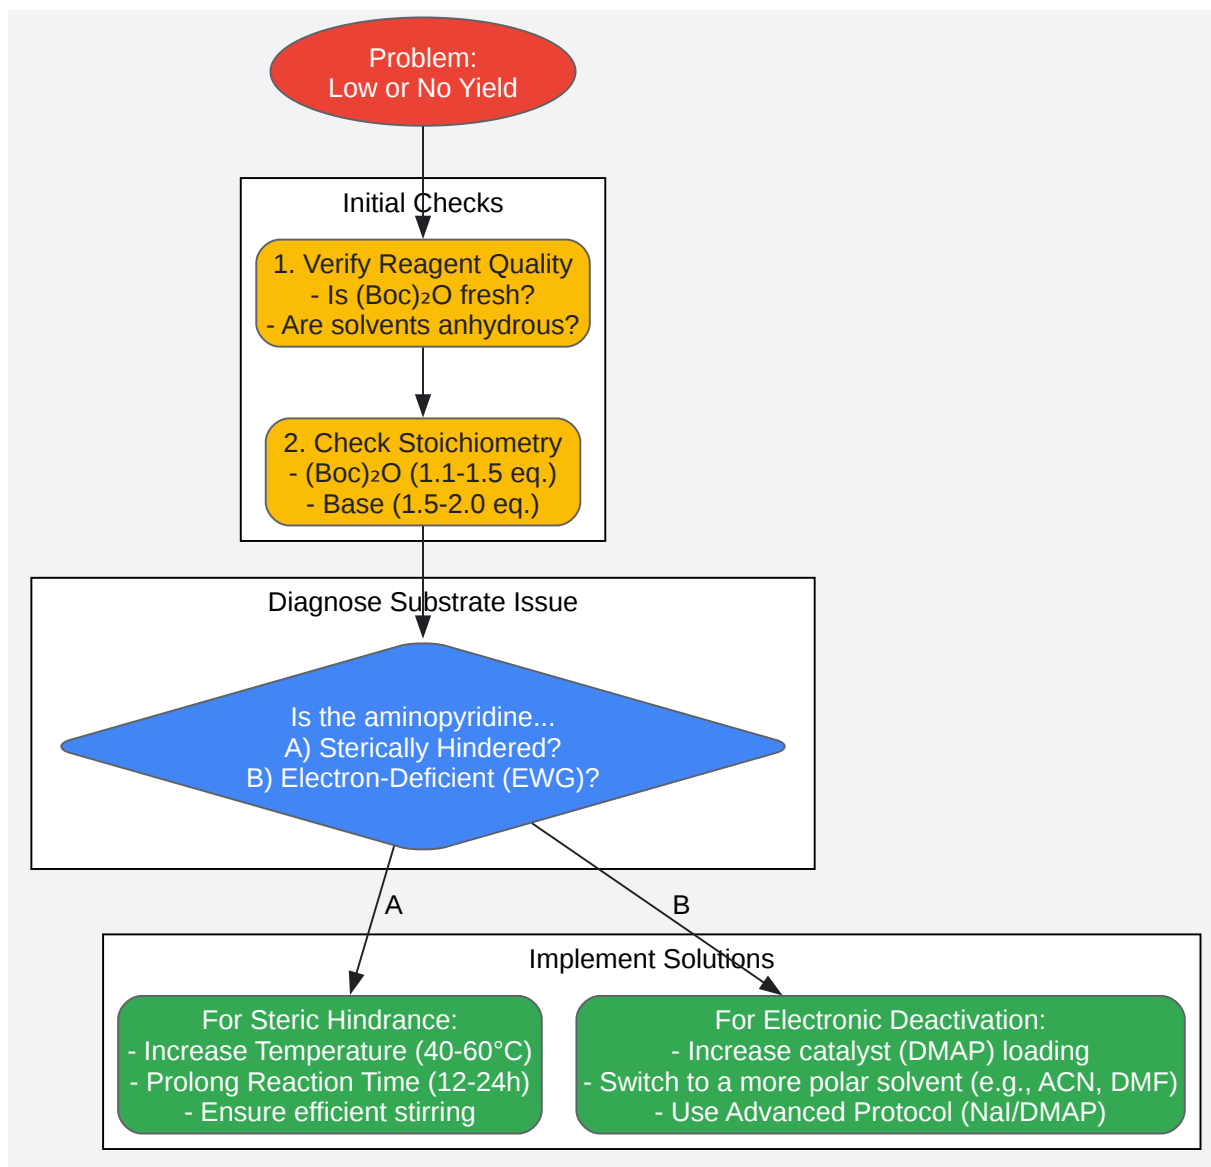 Problem:
Low or No Yield
Initial Checks
1. Verify Reagent Quality
- Is (Boc)₂O fresh?
- Are solvents anhydrous?
2. Check Stoichiometry
- (Boc)₂O (1.1-1.5 eq.)
- Base (1.5-2.0 eq.)
Diagnose Substrate Issue
Is the aminopyridine...
A) Sterically Hindered?
B) Electron-Deficient (EWG)?
A
B
Implement Solutions
For Steric Hindrance:
- Increase Temperature (40-60°C)
- Prolong Reaction Time (12-24h)
- Ensure efficient stirring
For Electronic Deactivation:
- Increase catalyst (DMAP) loading
- Switch to a more polar solvent (e.g., ACN, DMF)
- Use Advanced Protocol (NaI/DMAP)